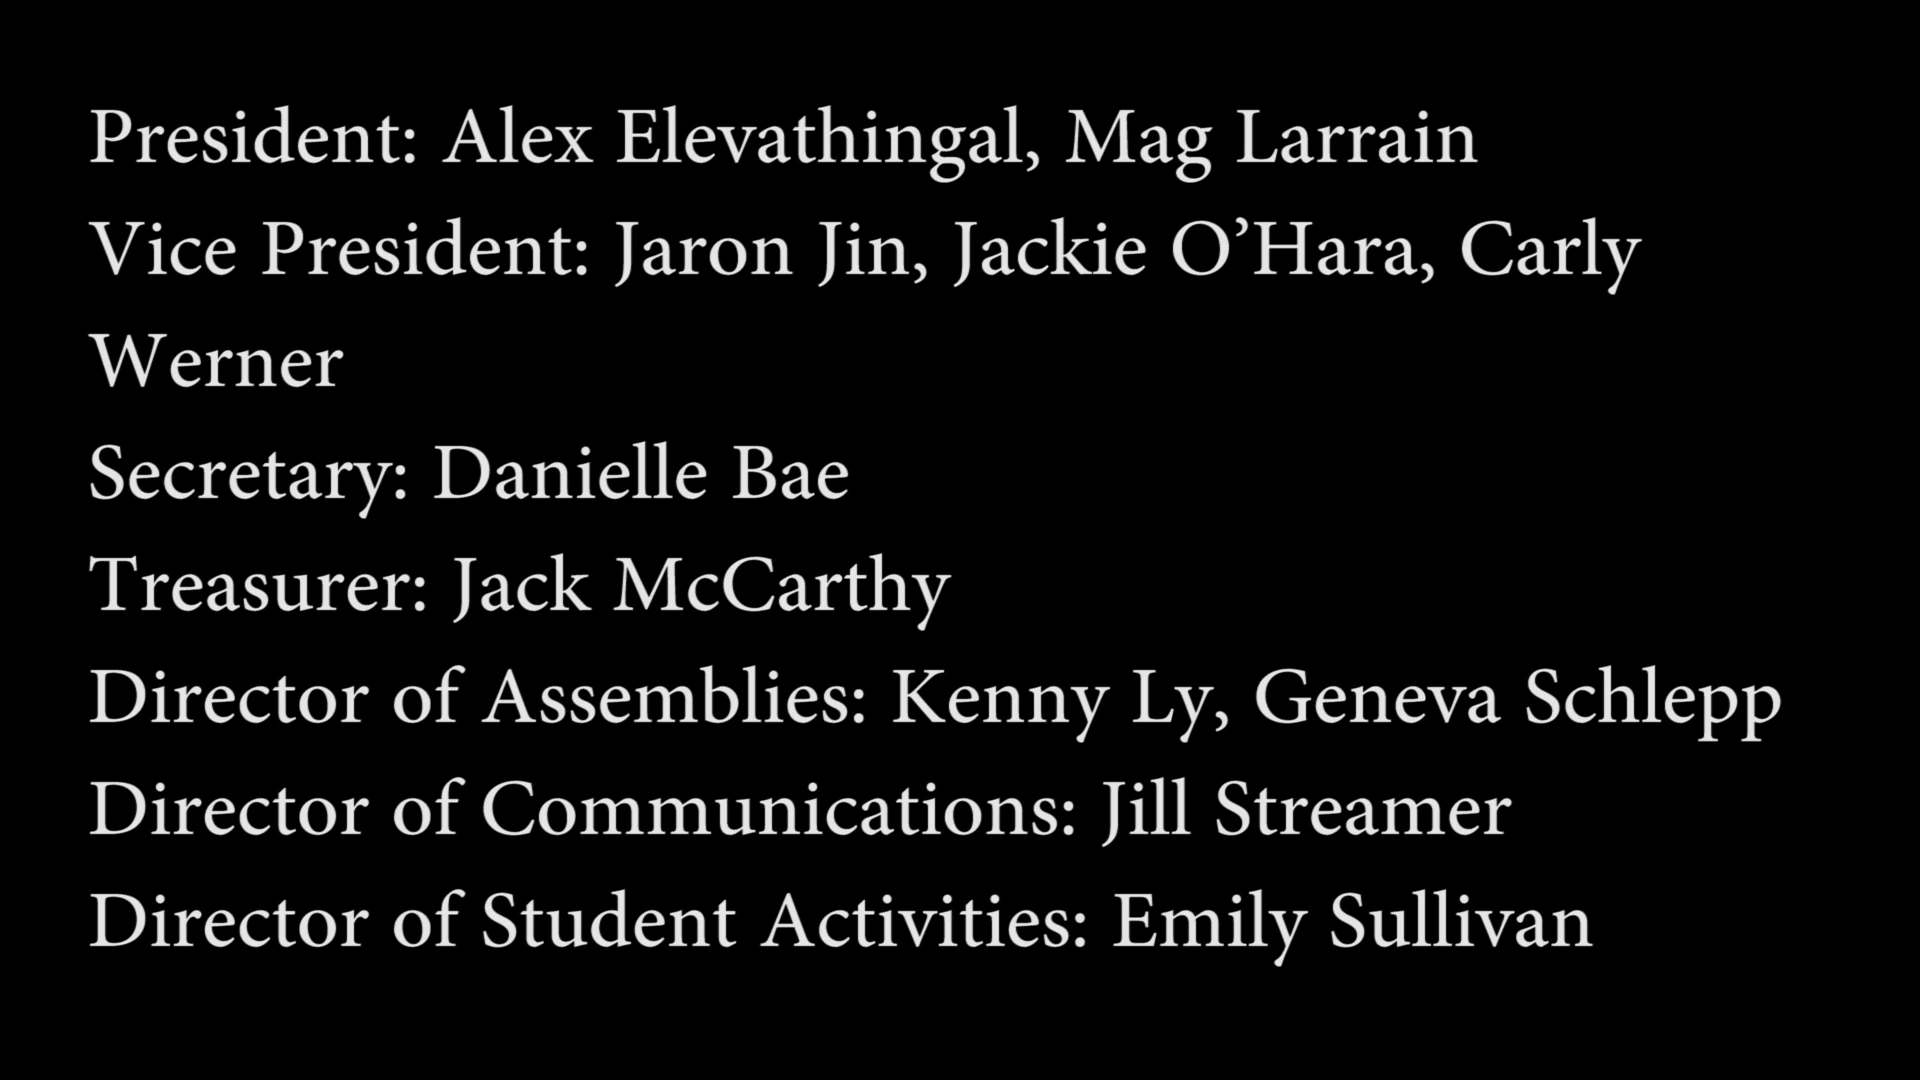 President: Alex Elevathingal, Mag Larrain
Vice President: Jaron Jin, Jackie O’Hara, Carly
Werner
Secretary: Danielle Bae
Treasurer: Jack McCarthy
Director of Assemblies: Kenny Ly, Geneva Schlepp
Director of Communications: Jill Streamer
Director of Student Activities: Emily Sullivan